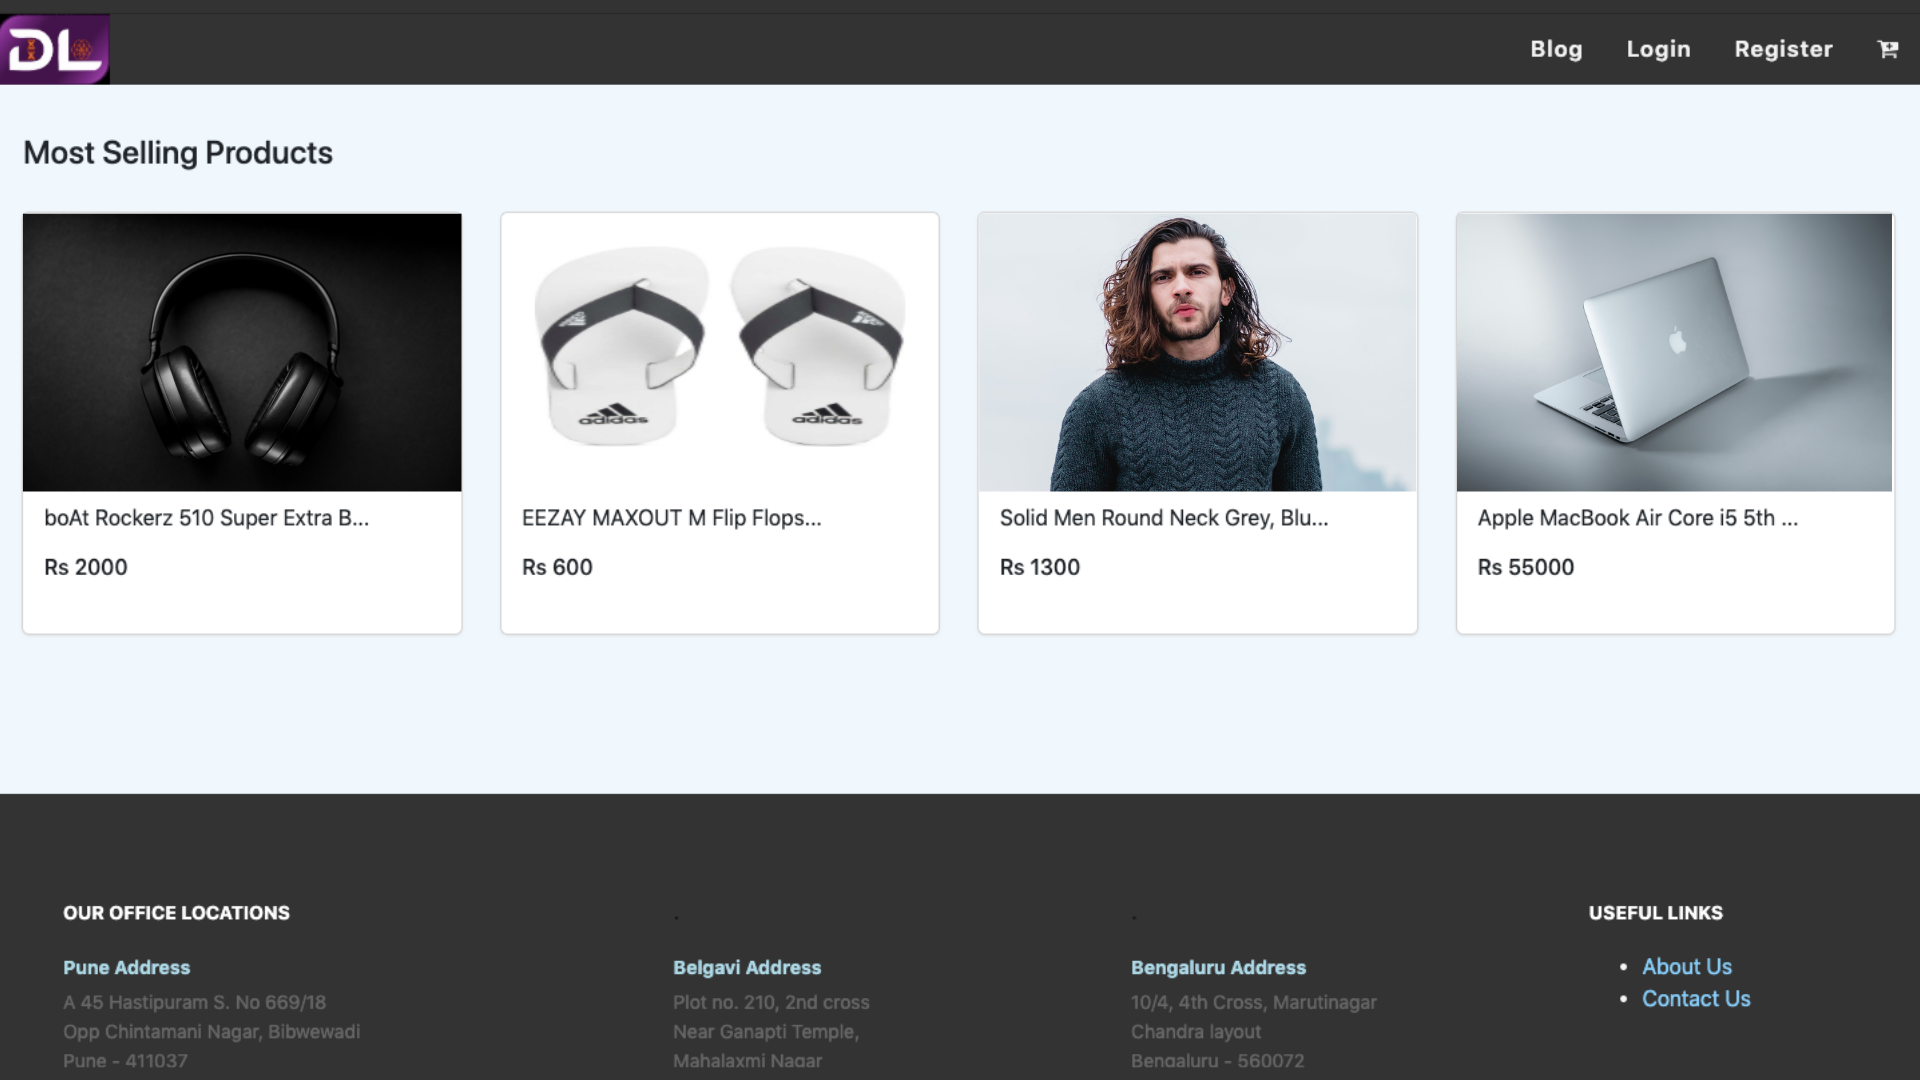 DL
Blog
Login
Register
Most Selling Products
adidas
adidas
boAt Rockerz 510 Super Extra B...
Rs 2000
EEZAY MAXOUT M Flip Flops...
Rs 600
Solid Men Round Neck Grey, Blu...
Rs 1300
Apple MacBook Air Core i5 5th ...
Rs 55000
OUR OFFICE LOCATIONS
Pune Address
A 45 Hastipuram S. No 669/18
Opp Chintamani Nagar, Bibwewadi
Pune - 411037
.
Belgavi Address
Plot no. 210, 2nd cross
Near Ganapti Temple,
Mahalaxmi Nagar
.
Bengaluru Address
10/4, 4th Cross, Marutinagar
Chandra layout
Bengaluru - 560072
USEFUL LINKS
• About Us
• Contact Us